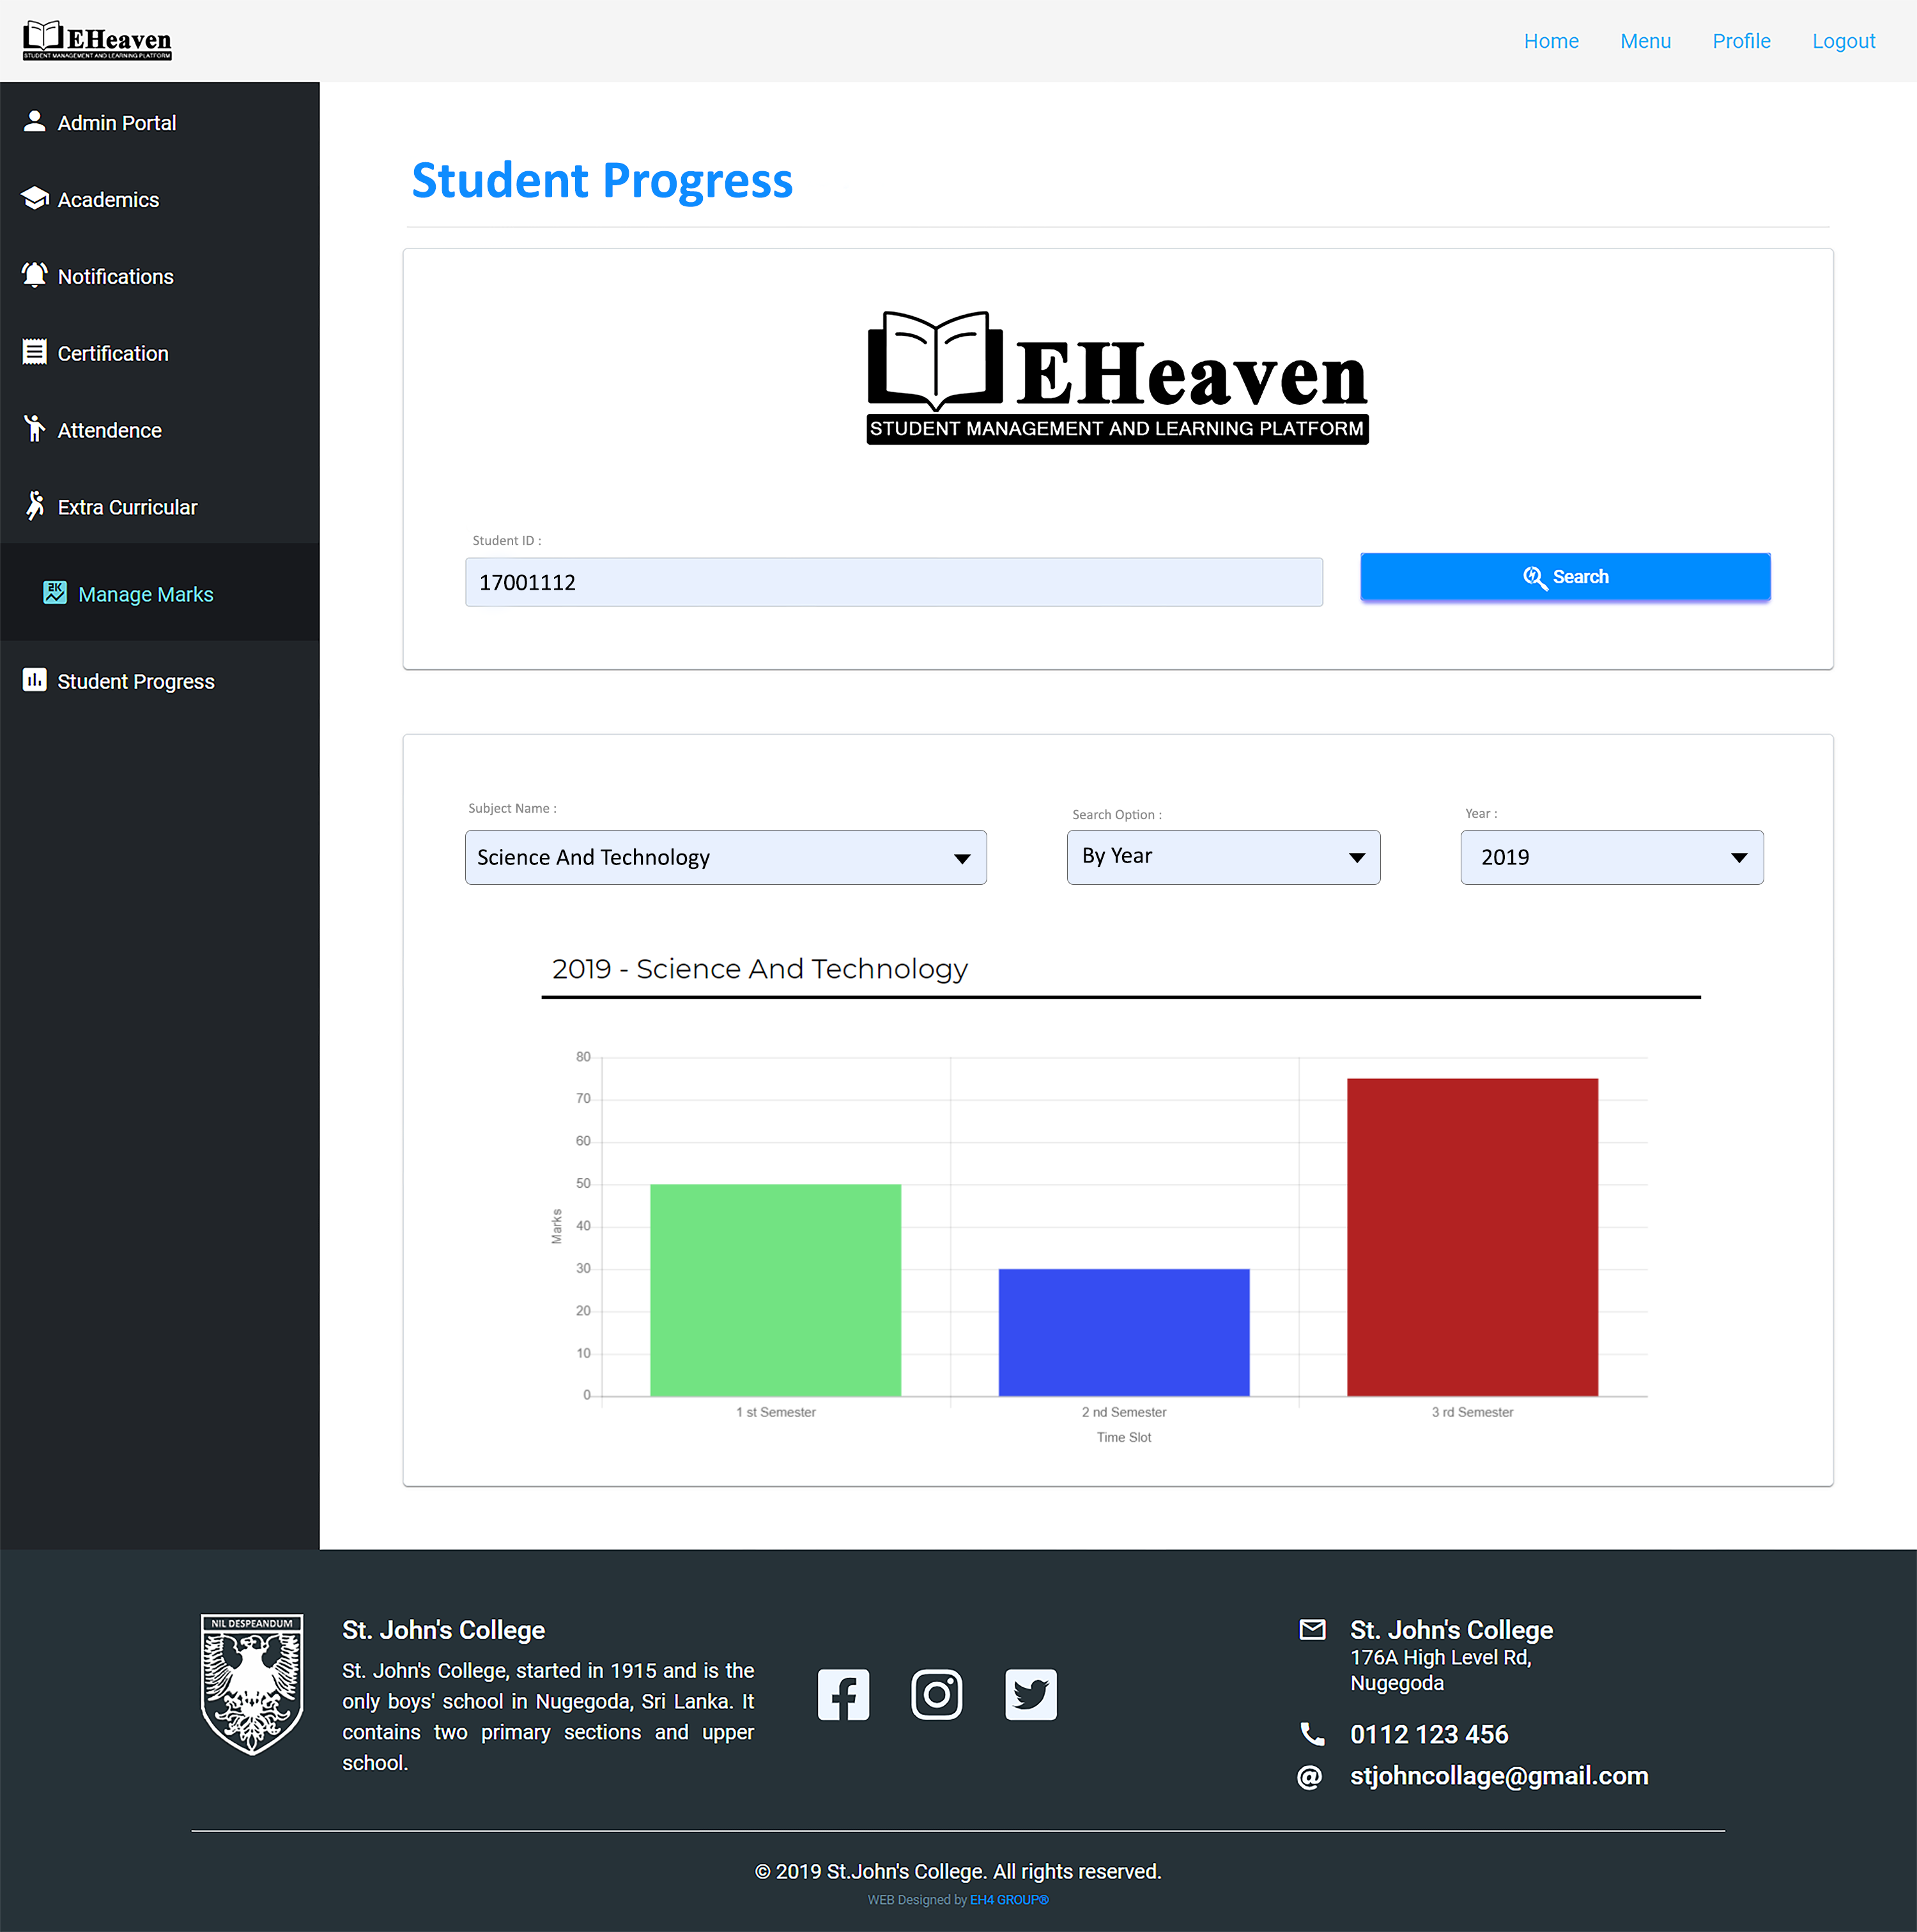 EHeaven
STUDENT MANAGEMENT AND LEARNING PLATFORM
Home Menu Profile Logout
Admin Portal
Academics
Notifications
Certification
Attendence
Extra Curricular
Manage Marks
Student Progress
Student Progress
EHeaven
STUDENT MANAGEMENT AND LEARNING PLATFORM
Student ID :
17001112
Search
Subject Name :
Science And Technology
Search Option :
By Year
Year :
2019
2019 - Science And Technology
80
70
60
50
40
30
20
10
0
Marks
1 st Semester
2 nd Semester
3 rd Semester
Time Slot
NIL DESPEANDUM
St. John's College
St. John's College, started in 1915 and is the
only boys' school in Nugegoda, Sri Lanka. It
contains two primary sections and upper
school.
St. John's College
176A High Level Rd,
Nugegoda
0112 123 456
@ stjohncollage@gmail.com
© 2019 St.John's College. All rights reserved.
WEB Designed by EH4 GROUP®